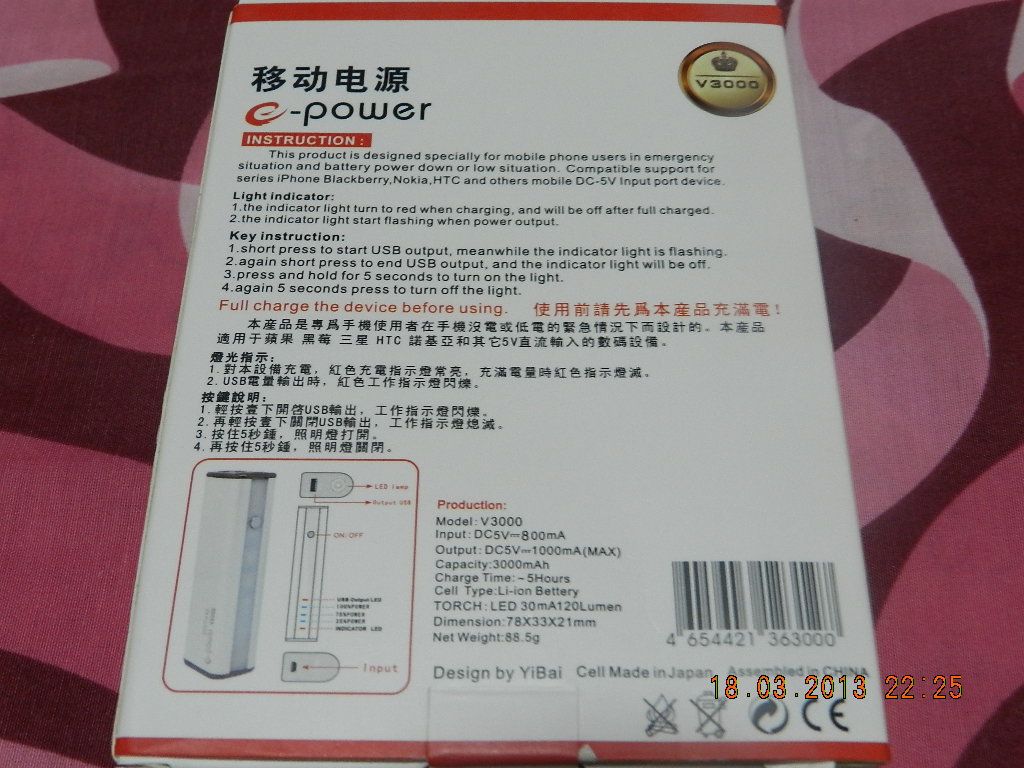 移动电源
V3000
e-power
INSTRUCTION:
This product is designed specially for mobile phone users in emergency
situation and battery power down or low situation. Compatible support for
series iPhone Blackberry,Nokia,HTC and others mobile DC-5V Input port device.
Light indicator:
1.the indicator light turn to red when charging, and will be off after full charged.
2.the indicator light start flashing when power output.
Key instruction:
1.short press to start USB output, meanwhile the indicator light is flashing.
2.again short press to end USB output, and the indicator light will be off.
3.press and hold for 5 seconds to turn on the light.
4.again 5 seconds press to turn off the light.
Full charge the device before using. 使用前請先爲本産品充滿電!
本産品是專爲手機使用者在手機沒電或低電的緊急情況下而設計的。本産品
適用于蘋果 黑莓 三星 HTC 諾基亞和其它5V直流輸入的數碼設備。
燈光指示:
1.對本設備充電，紅色充電指示燈常亮，充滿電量時紅色指示燈滅。
2.USB電量輸出時，紅色工作指示燈閃爍。
按鍵說明:
1.輕按壹下開啓USB輸出，工作指示燈閃爍。
2.再輕按壹下關閉USB輸出，工作指示燈熄滅。
3.按住5秒鍾，照明燈打開。
4.再按住5秒鍾，照明燈關閉。
LED lamp
Output USB
ON/OFF
USB Output LED
100%POWER
75%POWER
25%POWER
INDICATOR LED
Input
Production:
Model:V3000
Input:DC5V⎓800mA
Output:DC5V⎓1000mA(MAX)
Capacity:3000mAh
Charge Time:~5Hours
Cell Type:Li-ion Bettery
TORCH:LED 30mA120Lumen
Dimension:78X33X21mm
Net Weight:88.5g
4 654421 363000
Design by YiBai Cell Made in Japan Assembled in CHINA
18.03.2013 22:25
CE